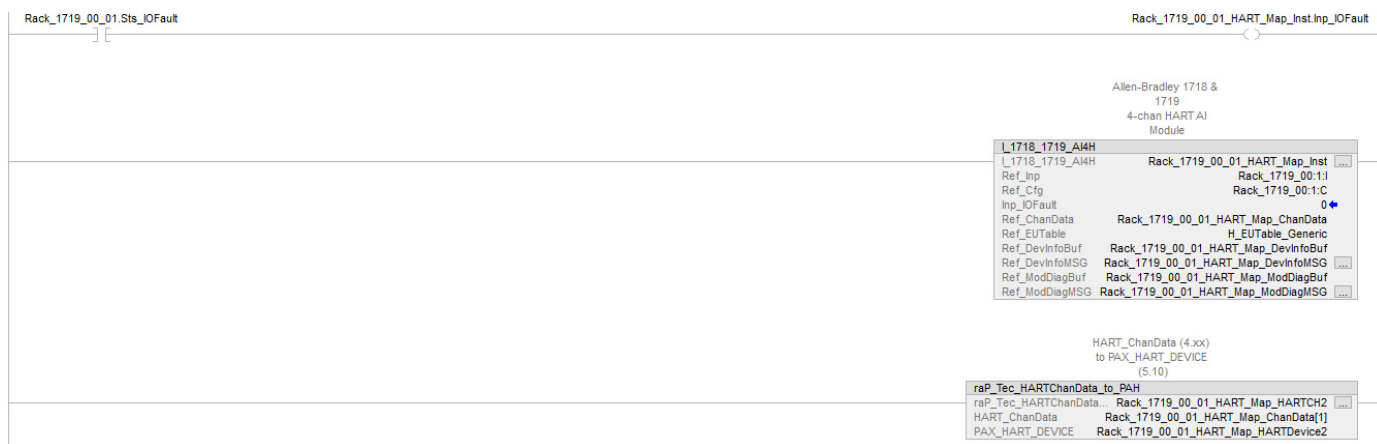 Rack_1719_00_01.Sts_IOFault
Rack_1719_00_01_HART_Map_Inst.Inp_IOFault
Allen-Bradley 1718 &
1719
4-chan HART AI
Module
I_1718_1719_AI4H
I_1718_1719_AI4H Rack_1719_00_01_HART_Map_Inst ...
Ref_Inp Rack_1719_00:1:I
Ref_Cfg Rack_1719_00:1:C
Inp_IOFault 0
Ref_ChanData Rack_1719_00_01_HART_Map_ChanData
Ref_EUTable H_EUTable_Generic
Ref_DevInfoBuf Rack_1719_00_01_HART_Map_DevInfoBuf
Ref_DevInfoMSG Rack_1719_00_01_HART_Map_DevInfoMSG ...
Ref_ModDiagBuf Rack_1719_00_01_HART_Map_ModDiagBuf
Ref_ModDiagMSG Rack_1719_00_01_HART_Map_ModDiagMSG ...
HART_ChanData (4.xx)
to PAX_HART_DEVICE
(5.10)
raP_Tec_HARTChanData_to_PAH
raP_Tec_HARTChanData... Rack_1719_00_01_HART_Map_HARTCH2 ...
HART_ChanData Rack_1719_00_01_HART_Map_ChanData[1]
PAX_HART_DEVICE Rack_1719_00_01_HART_Map_HARTDevice2